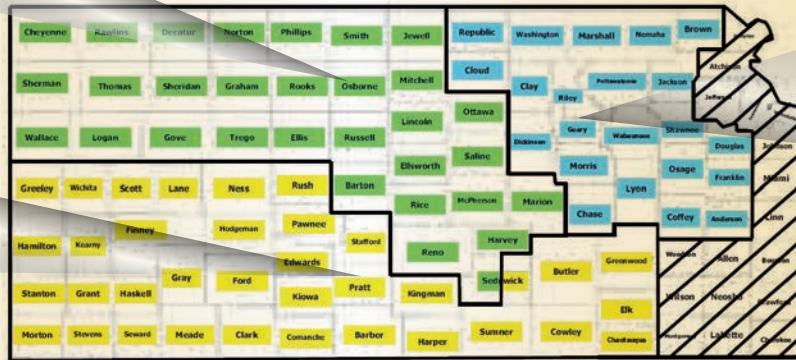 Cheyenne Rawlins Decatur Norton Phillips Smith Jewell Republic Washington Marshall Nemaha Brown
Cloud
Atchison
Sherman Thomas Sheridan Graham Rooks Osborne Mitchell Clay Riley Pottawatomie Jackson
Jefferson
Ottawa
Lincoln
Wallace Logan Gove Trego Ellis Russell Dickinson Geary Wabaunsee Shawnee Douglas Johnson
Saline
Ellsworth Morris Osage Franklin Miami
Greeley Wichita Scott Lane Ness Rush Barton Lyon
Rice McPherson Marion Chase Coffey Anderson Linn
Finney Hodgeman Pawnee Stafford
Hamilton Kearny Reno Harvey
Edwards Greenwood Woodson Allen Bourbon
Gray Ford Pratt Sedgwick Butler
Stanton Grant Haskell Kiowa Kingman Wilson Neosho Crawford
Elk
Morton Stevens Seward Meade Clark Comanche Barber Harper Sumner Cowley Chautauqua Montgomery Labette Cherokee